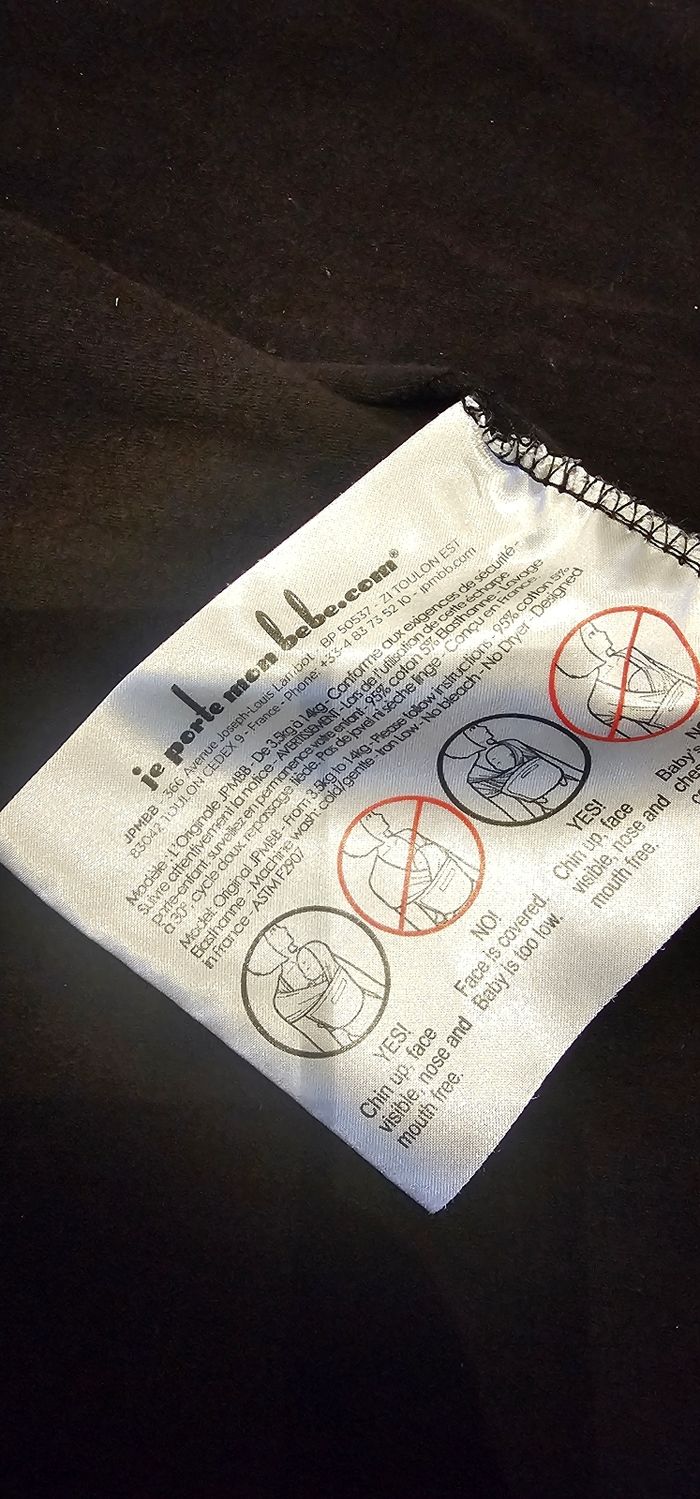 je porte mon bebe.com®
JPMBB - 366 Avenue Joseph-Louis Lambot - BP 50537 - ZI TOULON EST
83042 TOULON CEDEX 9 - France - Phone: +33 4 83 73 52 10 - jpmbb.com
Modèle: L'Originale JPMBB - De 3,5kg à 14kg - Conforme aux exigences de sécurité -
Suivre attentivement la notice - AVERTISSEMENT - Lors de l'utilisation de cette écharpe
porte-enfant, surveillez en permanence votre enfant - 95% coton 5% Elasthanne - Lavage
à 30°, cycle doux, repassage tiède. Pas de javel ni sèche linge - Conçu en France
Model: Original JPMBB - From 3.5kg to 14kg - Please follow instructions - 95% cotton 5%
Elasthanne - Machine wash cold/gentle - Iron Low - No bleach - No Dryer - Designed
in France - ASTM F2907
YES!
Chin up, face
visible, nose and
mouth free.
NO!
Face is covered.
Baby is too low.
YES!
Chin up, face
visible, nose and
mouth free.
Baby's